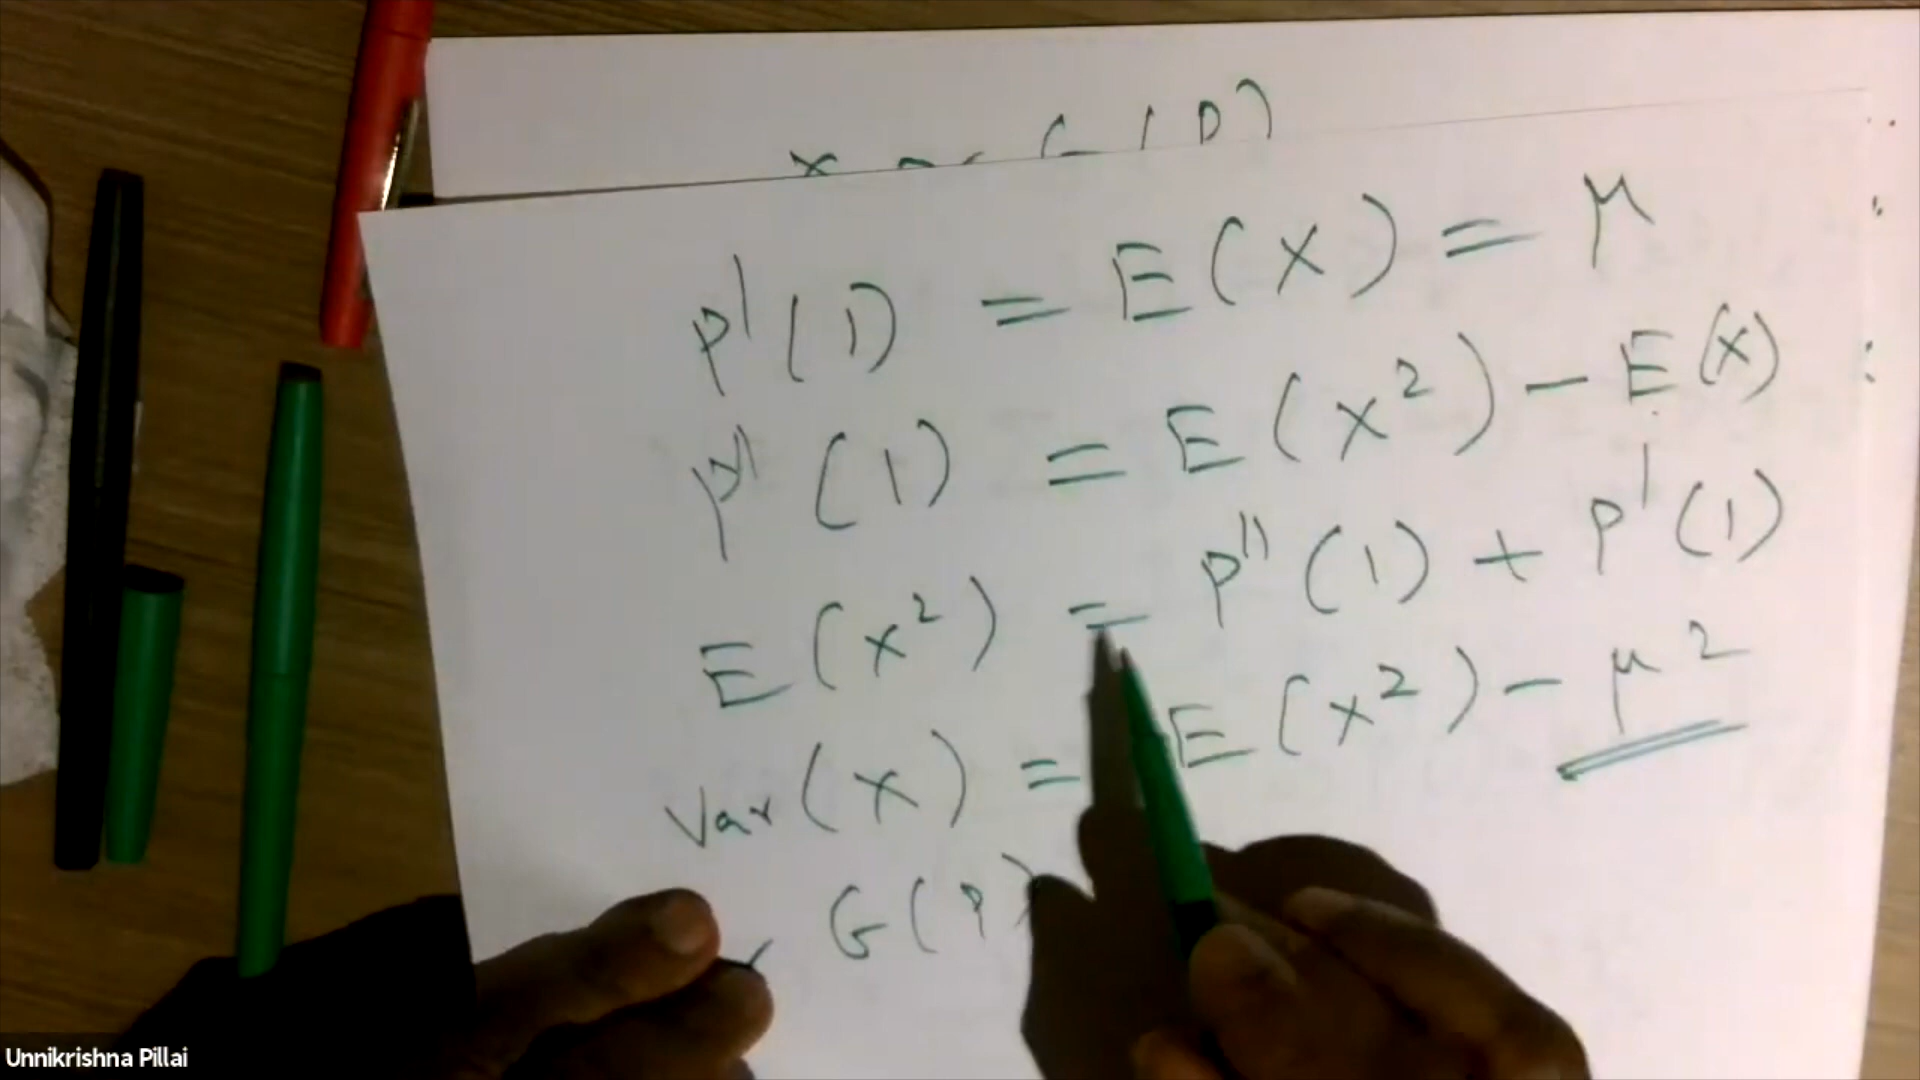 X ~ G(P)
P'(1) = E(X) = μ
P''(1) = E(X²) - E(X)
E(X²) = P''(1) + P'(1)
Var(X) = E(X²) - μ²
~ G(P)
Unnikrishna Pillai